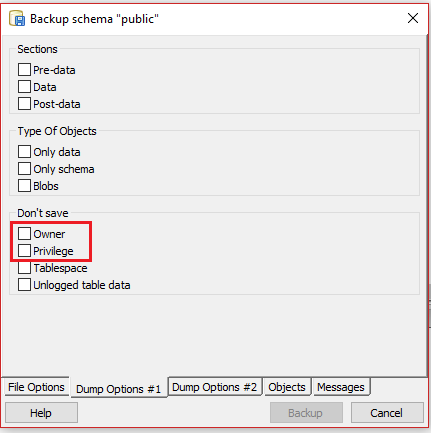 Backup schema "public"
Sections
Pre-data
Data
Post-data
Type Of Objects
Only data
Only schema
Blobs
Don't save
Owner
Privilege
Tablespace
Unlogged table data
File Options Dump Options #1 Dump Options #2 Objects Messages
Help Backup Cancel